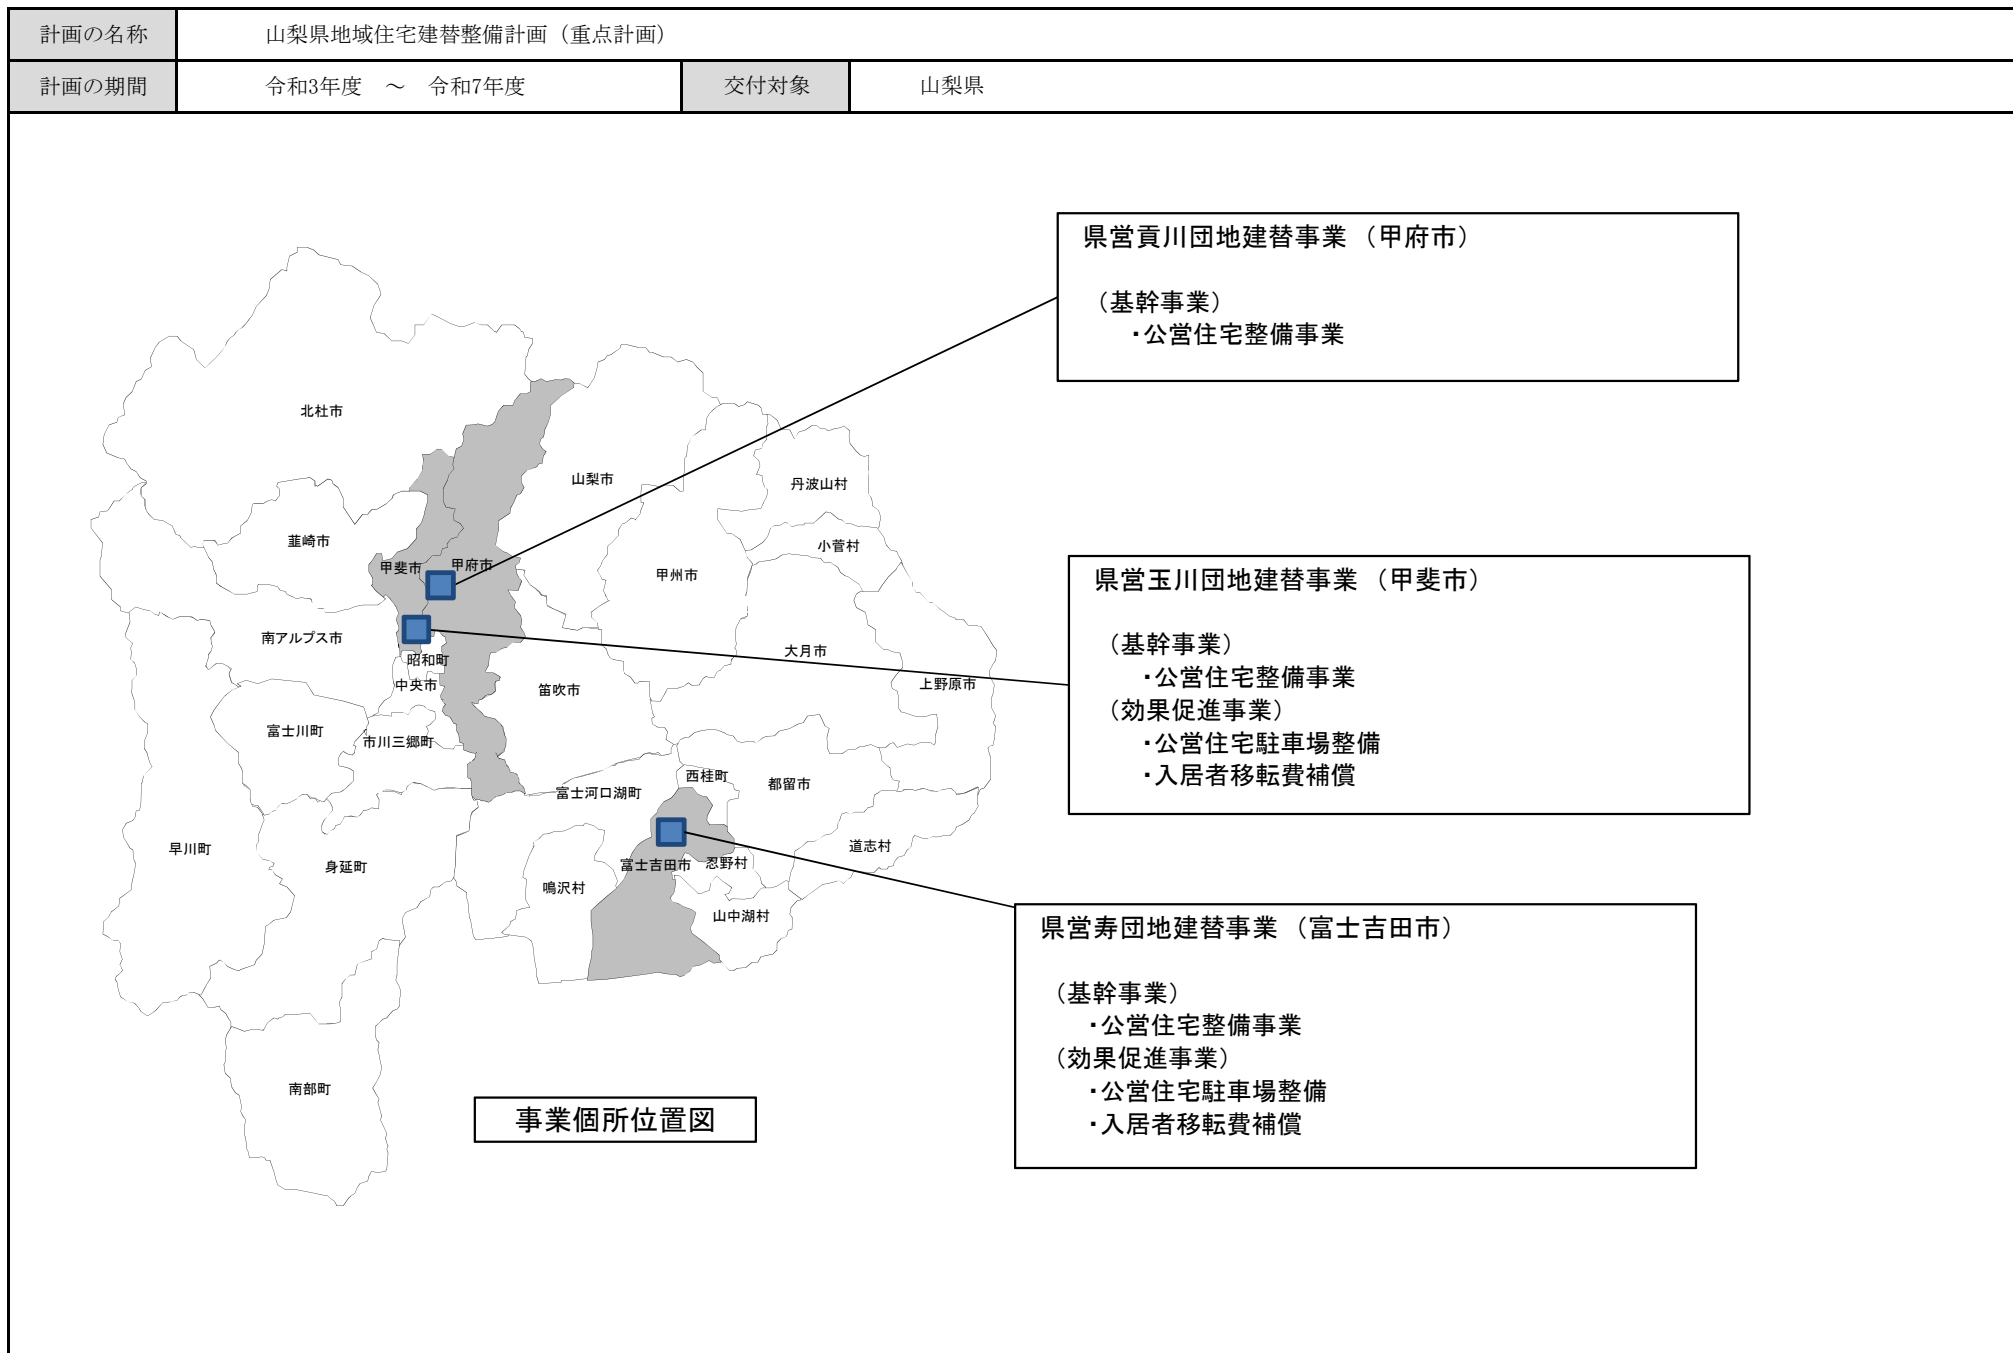 計画の名称 山梨県地域住宅建替整備計画（重点計画）
計画の期間 令和3年度　～　令和7年度 交付対象 山梨県
県営貢川団地建替事業 （甲府市）
（基幹事業）
・公営住宅整備事業
県営玉川団地建替事業 （甲斐市）
（基幹事業）
・公営住宅整備事業
（効果促進事業）
・公営住宅駐車場整備
・入居者移転費補償
県営寿団地建替事業 （富士吉田市）
（基幹事業）
・公営住宅整備事業
（効果促進事業）
・公営住宅駐車場整備
・入居者移転費補償
北杜市
山梨市
丹波山村
韮崎市
小菅村
甲斐市
甲府市
甲州市
南アルプス市
大月市
昭和町
中央市
笛吹市
上野原市
富士川町
市川三郷町
西桂町
都留市
富士河口湖町
早川町
身延町
富士吉田市
忍野村
道志村
鳴沢村
山中湖村
南部町
事業個所位置図